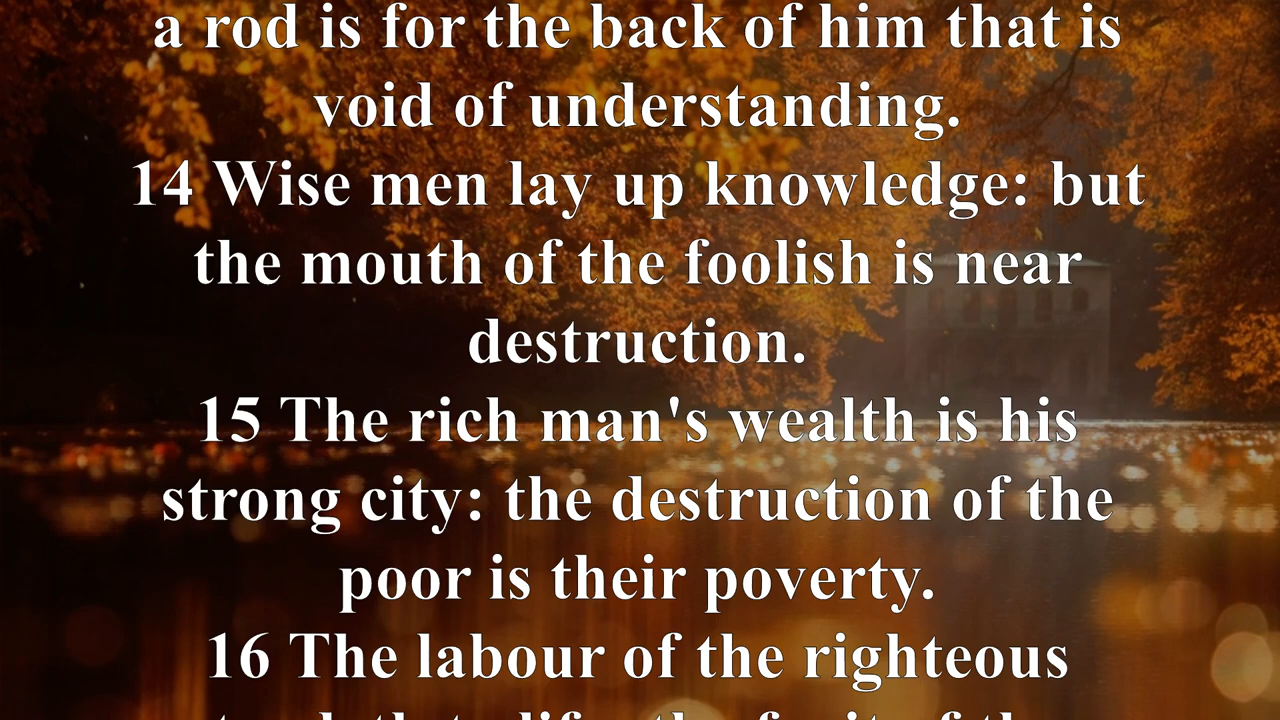 a rod is for the back of him that is
void of understanding.
14 Wise men lay up knowledge: but
the mouth of the foolish is near
destruction.
15 The rich man's wealth is his
strong city: the destruction of the
poor is their poverty.
16 The labour of the righteous